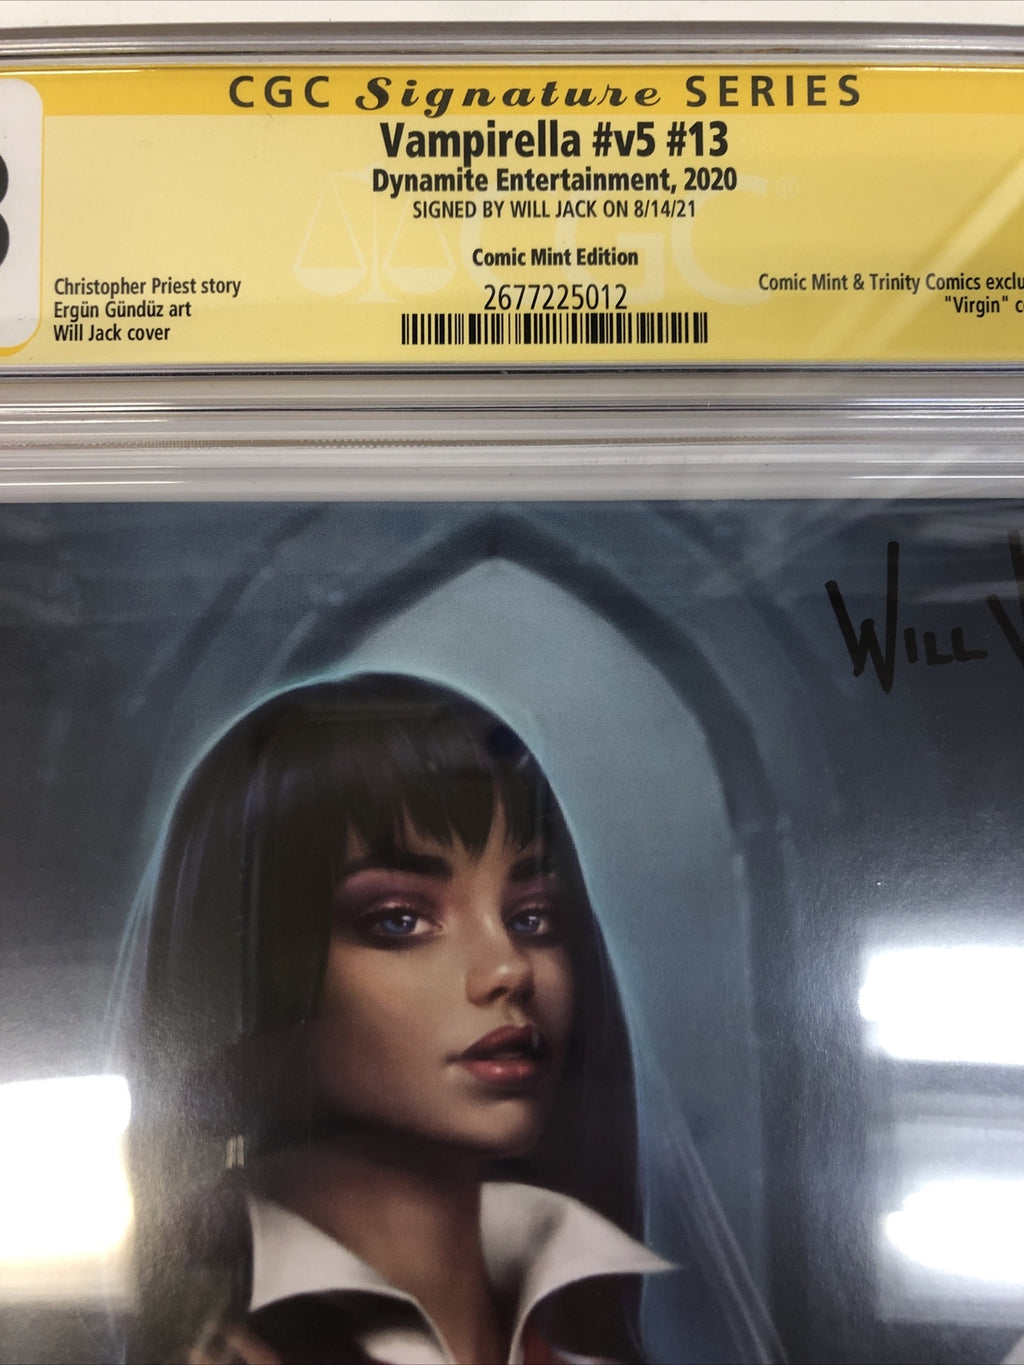 CGC Signature SERIES
Vampirella #v5 #13
Dynamite Entertainment, 2020
SIGNED BY WILL JACK ON 8/14/21
Comic Mint Edition
2677225012
Christopher Priest story
Ergün Gündüz art
Will Jack cover
Comic Mint & Trinity Comics
"Virgin"
CGC
WILL